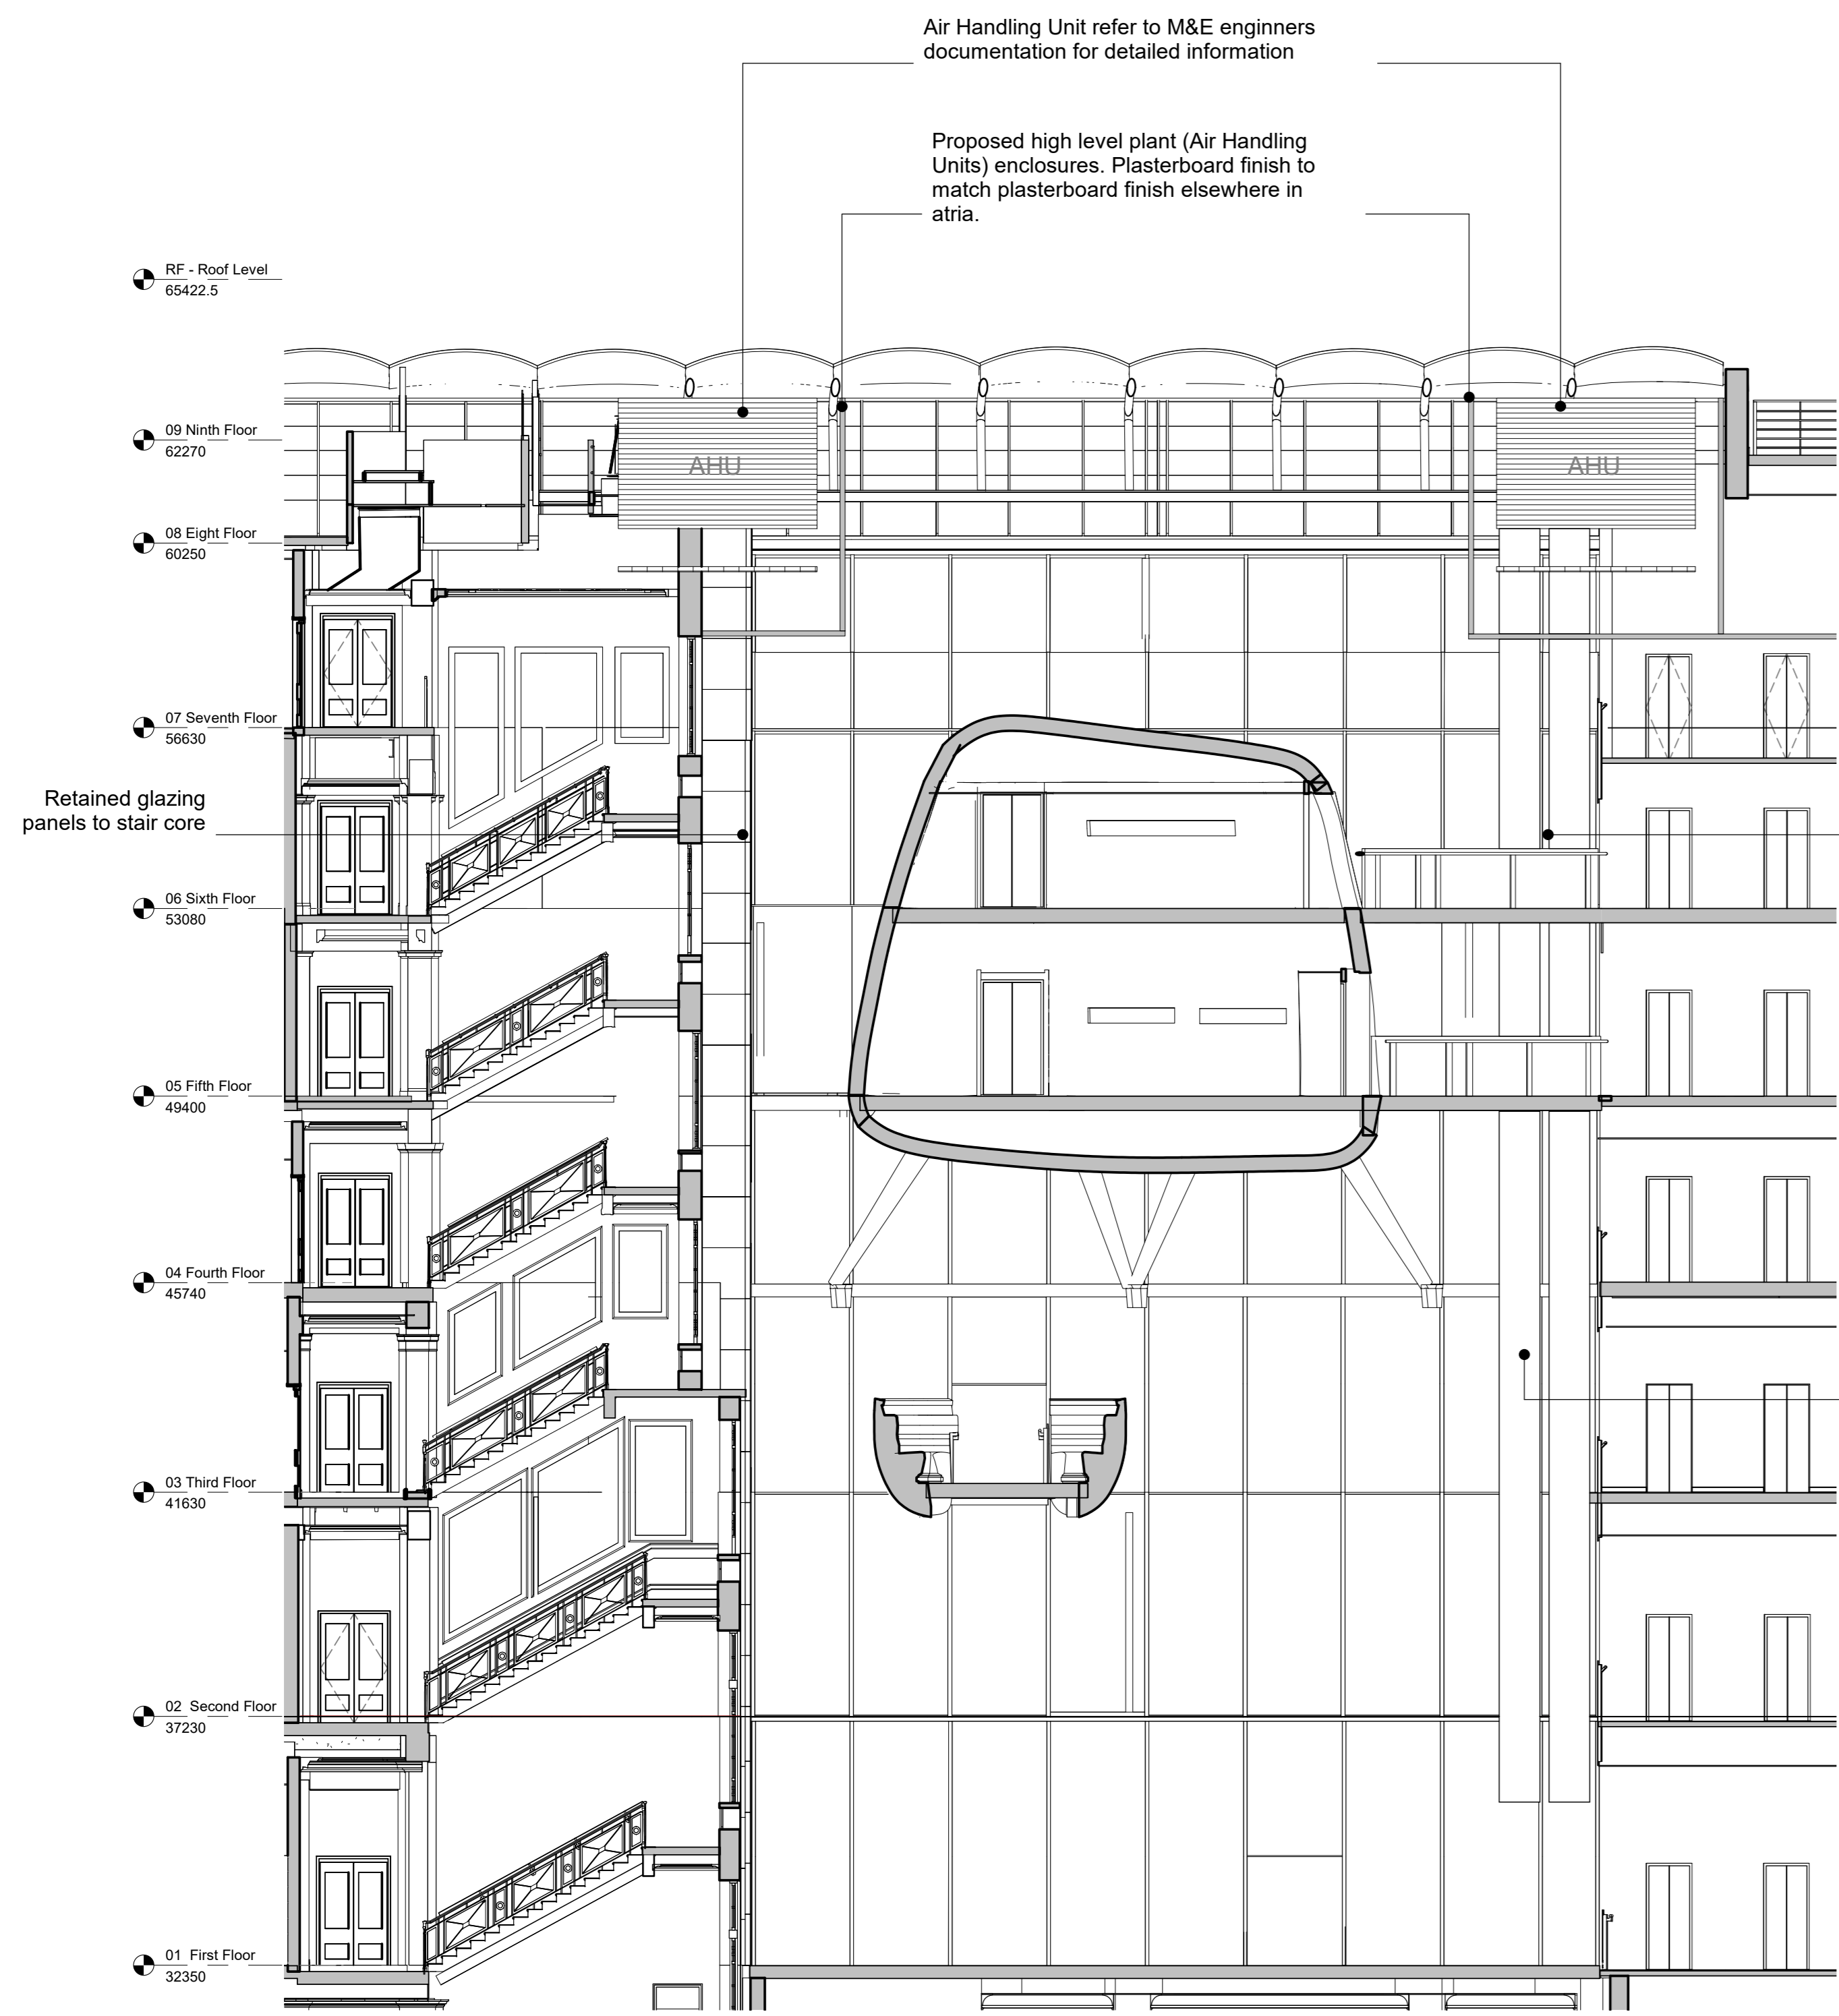 Air Handling Unit refer to M&E enginners
documentation for detailed information
Proposed high level plant (Air Handling
Units) enclosures. Plasterboard finish to
match plasterboard finish elsewhere in
atria.
RF - Roof Level
65422.5
09 Ninth Floor
62270
AHU
AHU
08 Eight Floor
60250
07 Seventh Floor
56630
Retained glazing
panels to stair core
06 Sixth Floor
53080
05 Fifth Floor
49400
04 Fourth Floor
45740
03 Third Floor
41630
02 Second Floor
37230
01 First Floor
32350